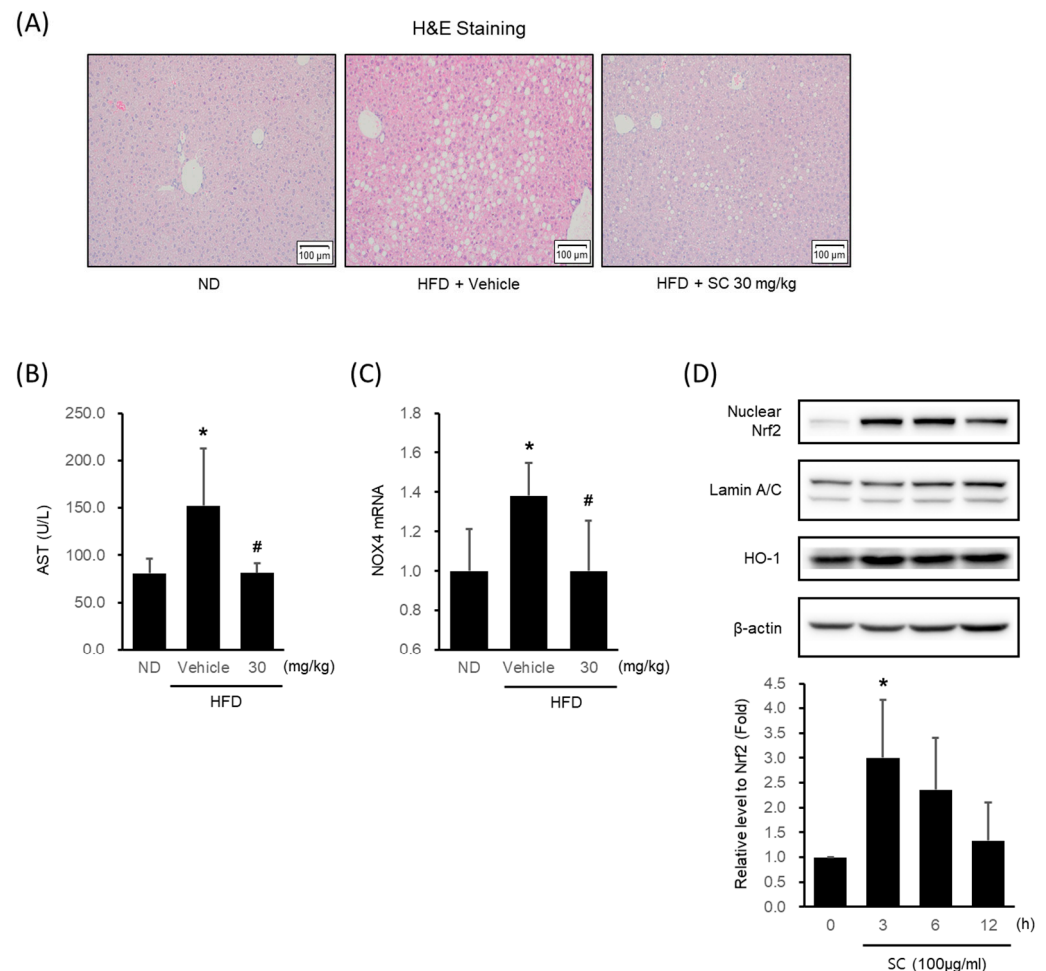 (A)
H&E Staining
100 μm
100 μm
100 μm
ND
HFD + Vehicle
HFD + SC 30 mg/kg
(B)
AST (U/L)
250.0
200.0
150.0
100.0
50.0
0.0
*
#
ND Vehicle 30 (mg/kg)
HFD
(C)
NOX4 mRNA
1.8
1.6
1.4
1.2
1.0
0.8
0.6
*
#
ND Vehicle 30 (mg/kg)
HFD
(D)
Nuclear
Nrf2
Lamin A/C
HO-1
β-actin
Relative level to Nrf2 (Fold)
4.5
4.0
3.5
3.0
2.5
2.0
1.5
1.0
0.5
0.0
*
0 3 6 12 (h)
SC (100μg/ml)